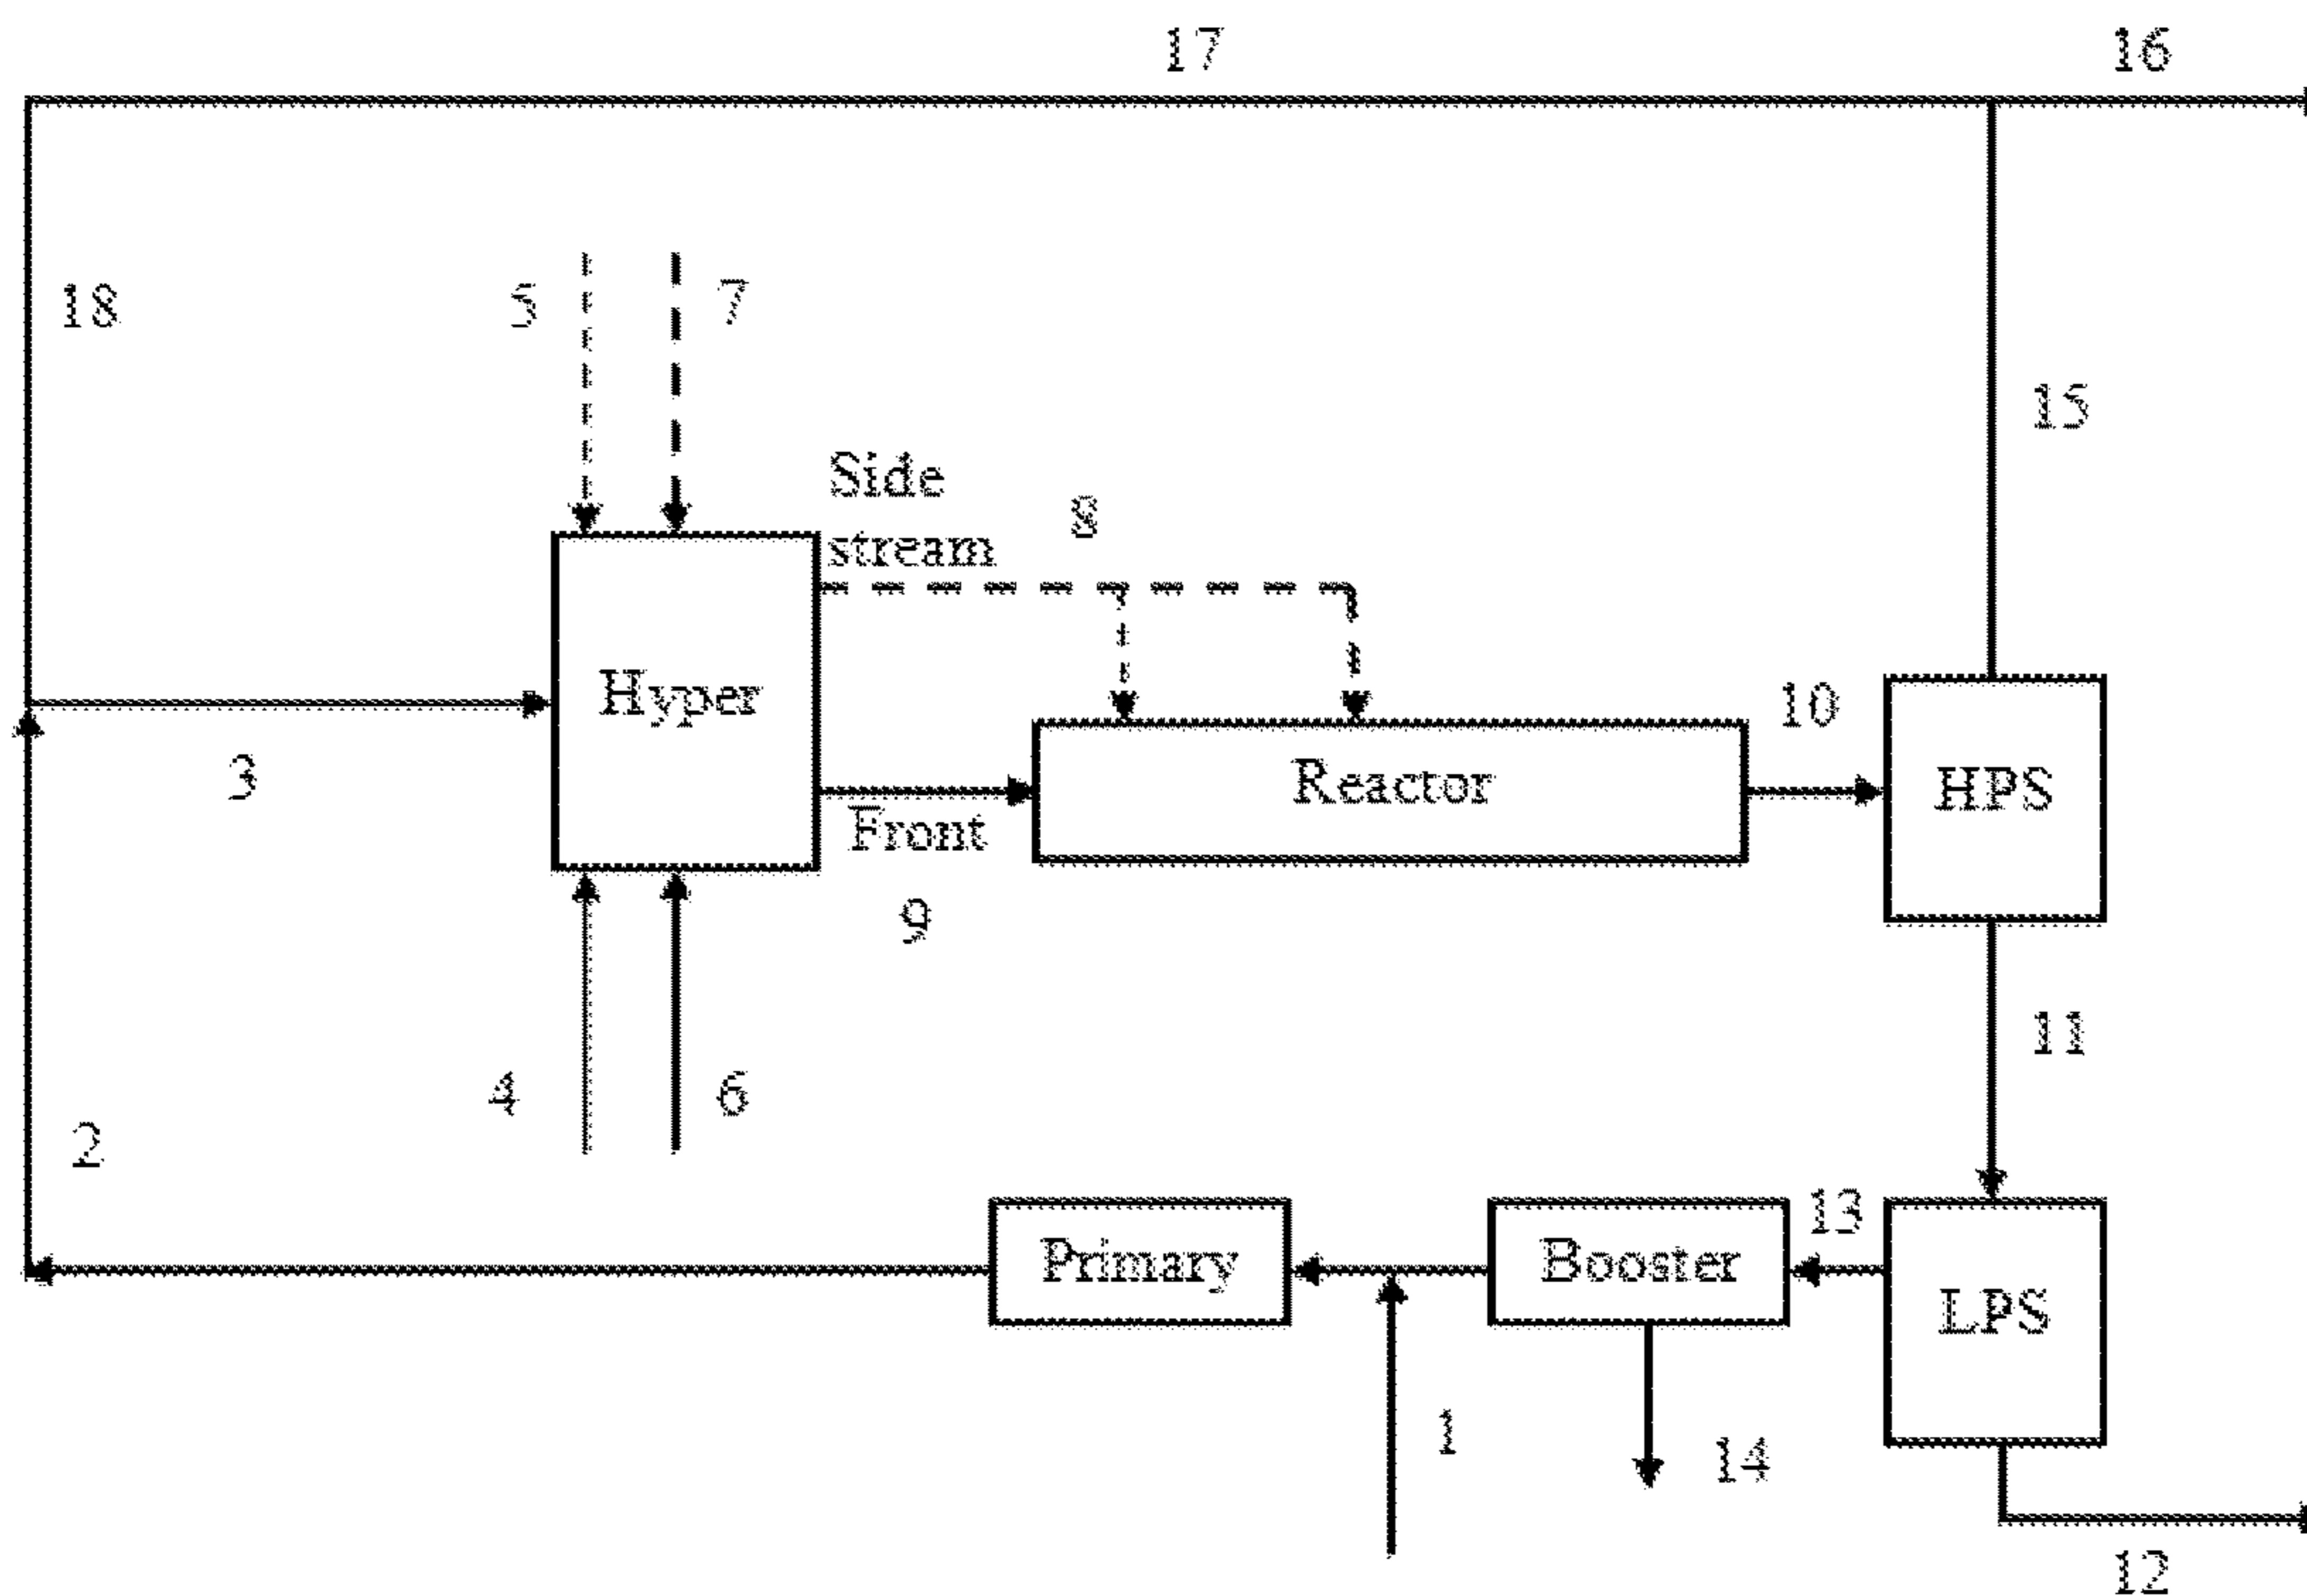 17
16
18
5
7
15
Side
stream
8
Hyper
10
3
Reactor
HPS
Front
9
11
4
6
2
13
Primary
Booster
LPS
1
14
12